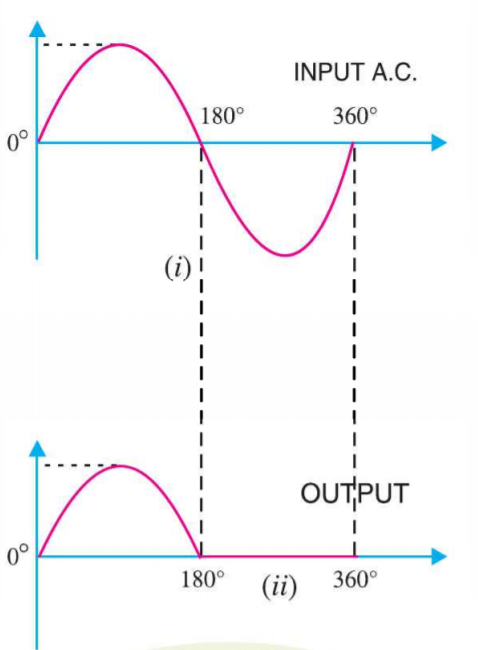 INPUT A.C.
180° 360°
0°
(i)
OUTPUT
0°
180° (ii) 360°